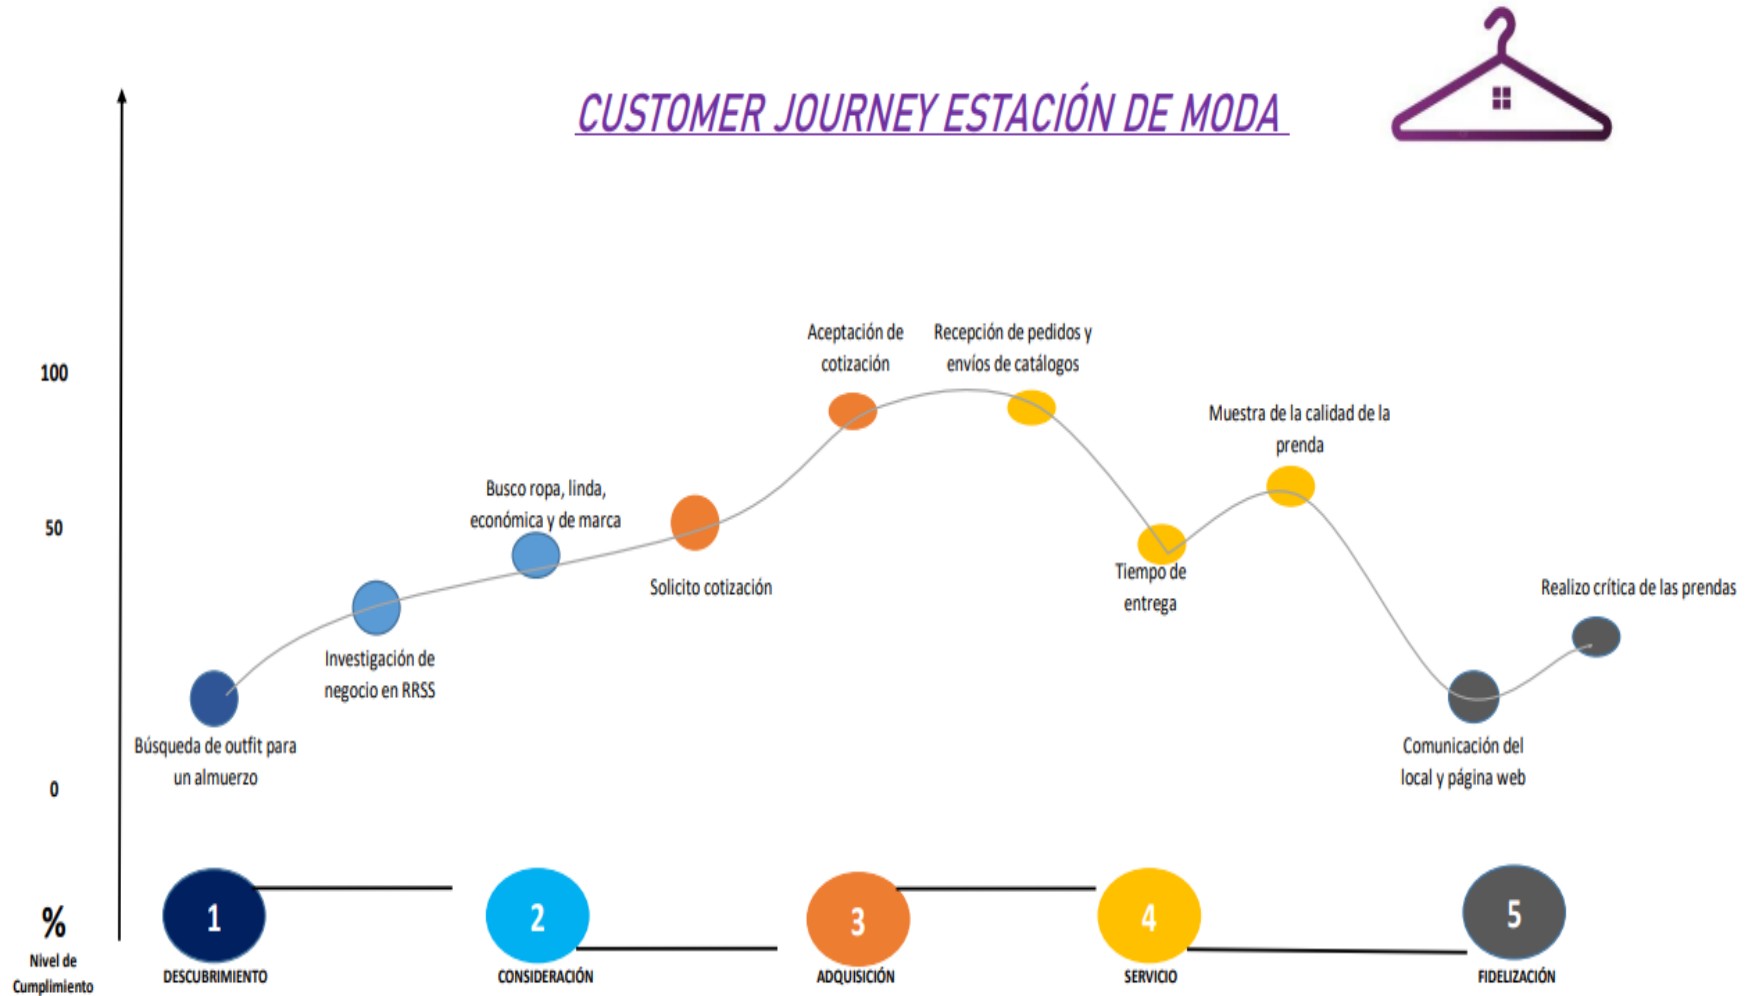 CUSTOMER JOURNEY ESTACIÓN DE MODA
100
50
0
%
Nivel de
Cumplimiento
Búsqueda de outfit para
un almuerzo
Investigación de
negocio en RRSS
Busco ropa, linda,
económica y de marca
Solicito cotización
Aceptación de
cotización
Recepción de pedidos y
envíos de catálogos
Tiempo de
entrega
Muestra de la calidad de la
prenda
Comunicación del
local y página web
Realizo crítica de las prendas
1
DESCUBRIMIENTO
2
CONSIDERACIÓN
3
ADQUISICIÓN
4
SERVICIO
5
FIDELIZACIÓN